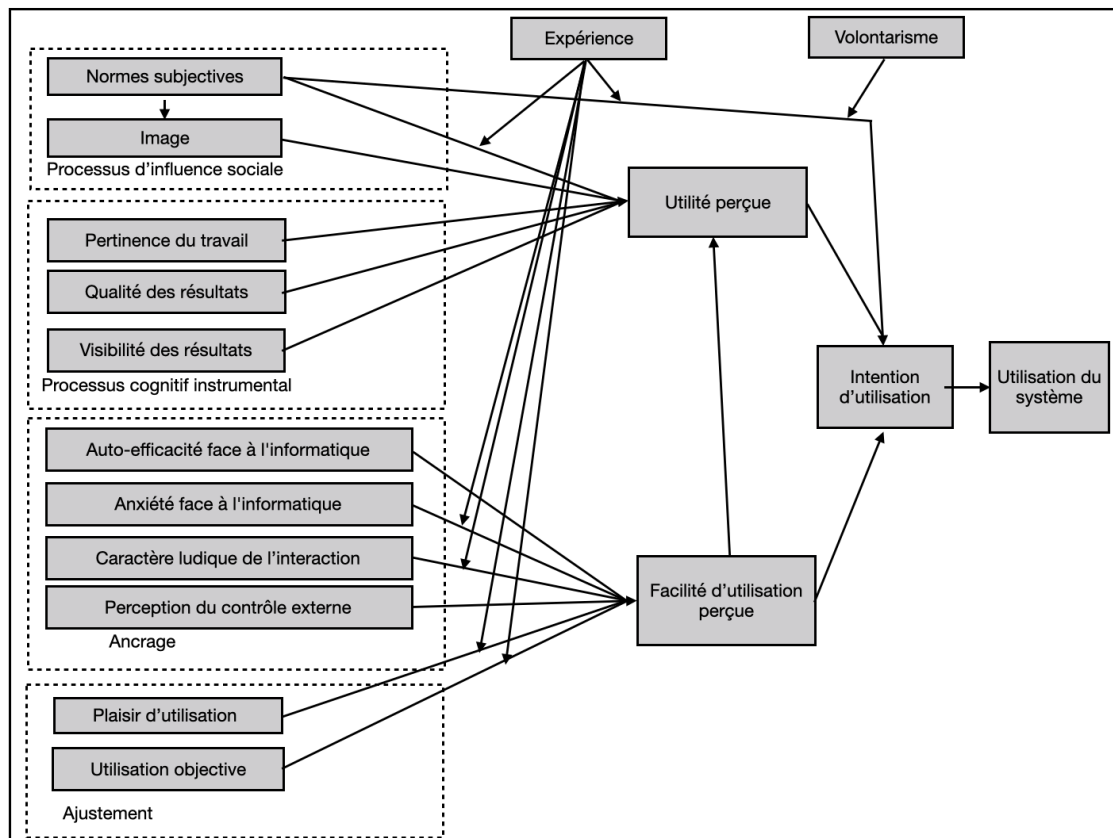 Expérience
Volontarisme
Normes subjectives
Image
Processus d’influence sociale
Utilité perçue
Pertinence du travail
Qualité des résultats
Visibilité des résultats
Processus cognitif instrumental
Intention
d’utilisation
Utilisation du
système
Auto-efficacité face à l'informatique
Anxiété face à l'informatique
Caractère ludique de l’interaction
Perception du contrôle externe
Ancrage
Facilité d’utilisation
perçue
Plaisir d’utilisation
Utilisation objective
Ajustement